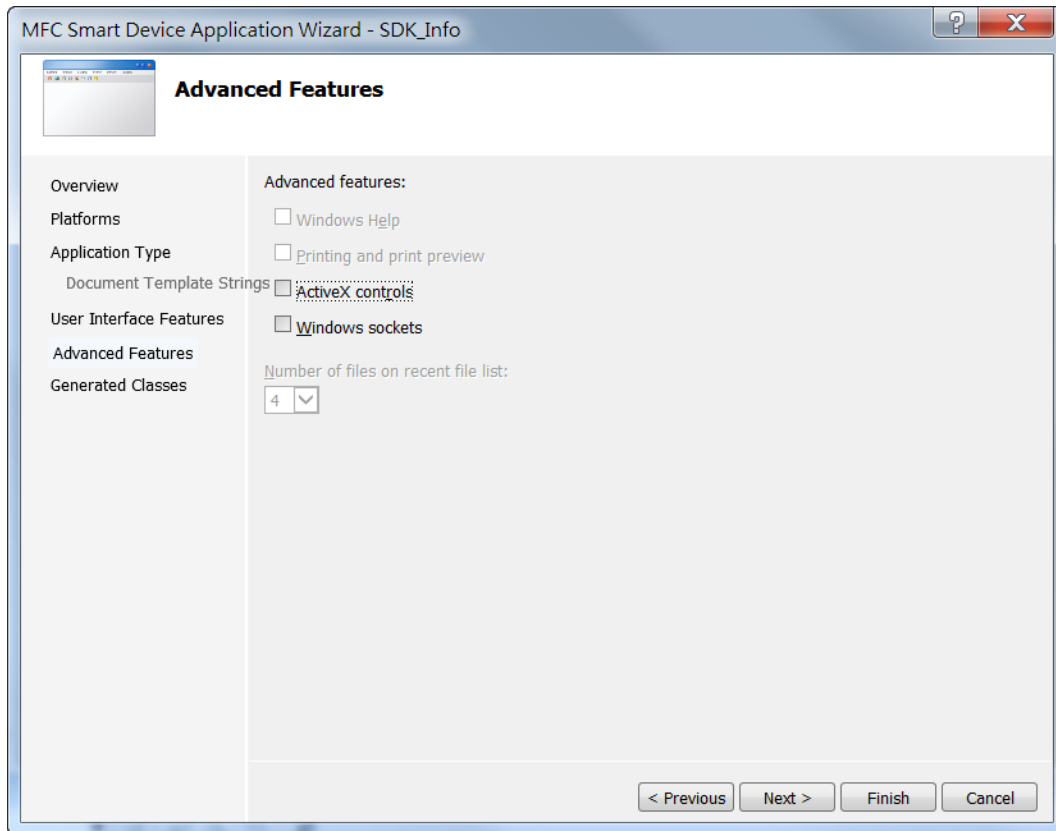 MFC Smart Device Application Wizard - SDK_Info
Advanced Features
Overview
Platforms
Application Type
Document Template Strings
User Interface Features
Advanced Features
Generated Classes
Advanced features:
Windows Help
Printing and print preview
ActiveX controls
Windows sockets
Number of files on recent file list:
4
< Previous
Next >
Finish
Cancel